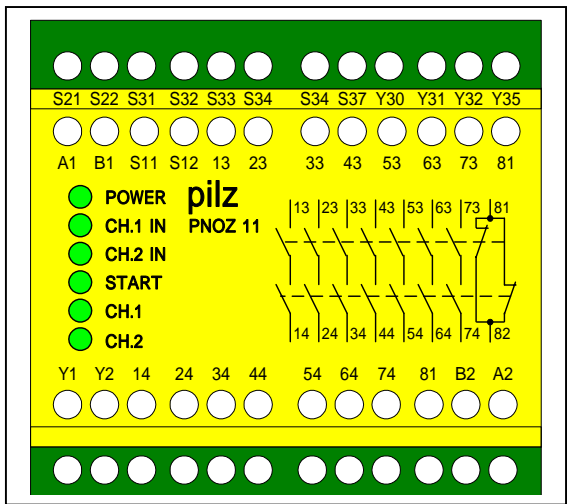 S21 S22 S31 S32 S33 S34 S34 S37 Y30 Y31 Y32 Y35
A1 B1 S11 S12 13 23 33 43 53 63 73 81
POWER pilz
CH.1 IN PNOZ 11
CH.2 IN
START
CH.1
CH.2
13 23 33 43 53 63 73 81
14 24 34 44 54 64 74 82
Y1 Y2 14 24 34 44 54 64 74 81 B2 A2